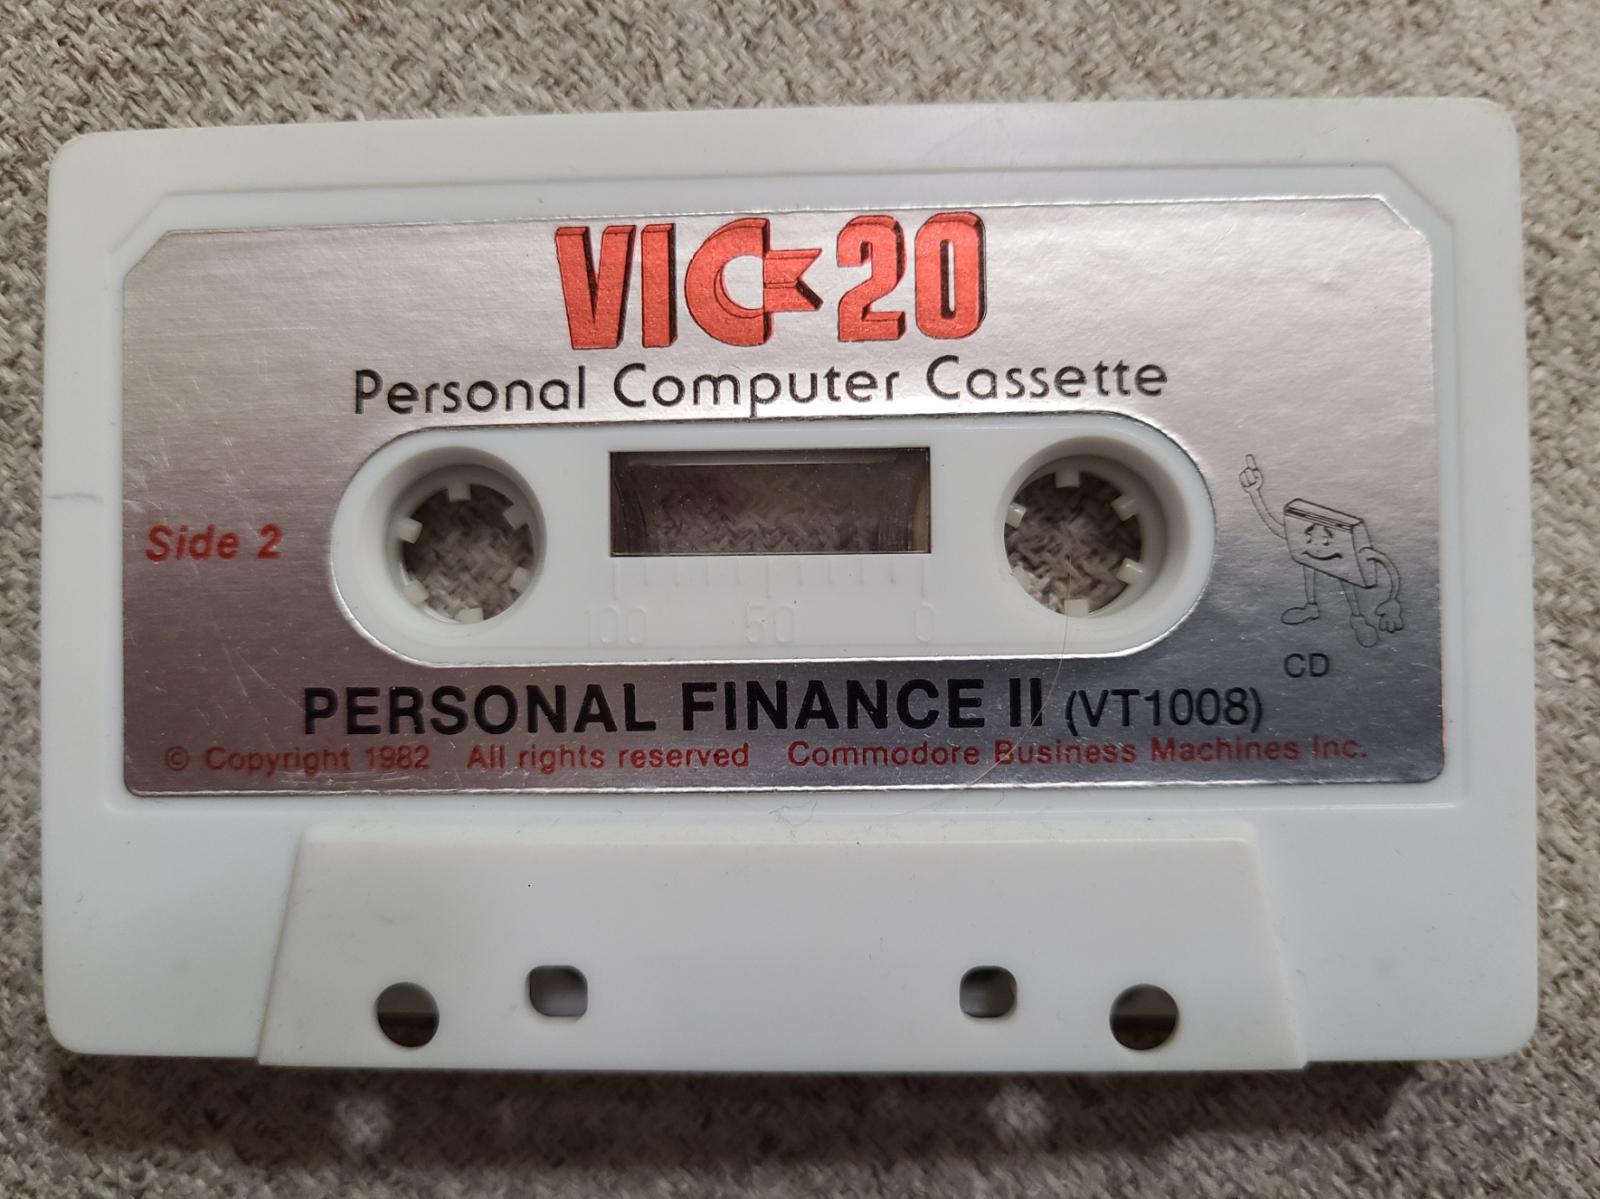 VIC 20
Personal Computer Cassette
Side 2
100 50 0
CD
PERSONAL FINANCE II (VT1008)
© Copyright 1982 All rights reserved Commodore Business Machines Inc.